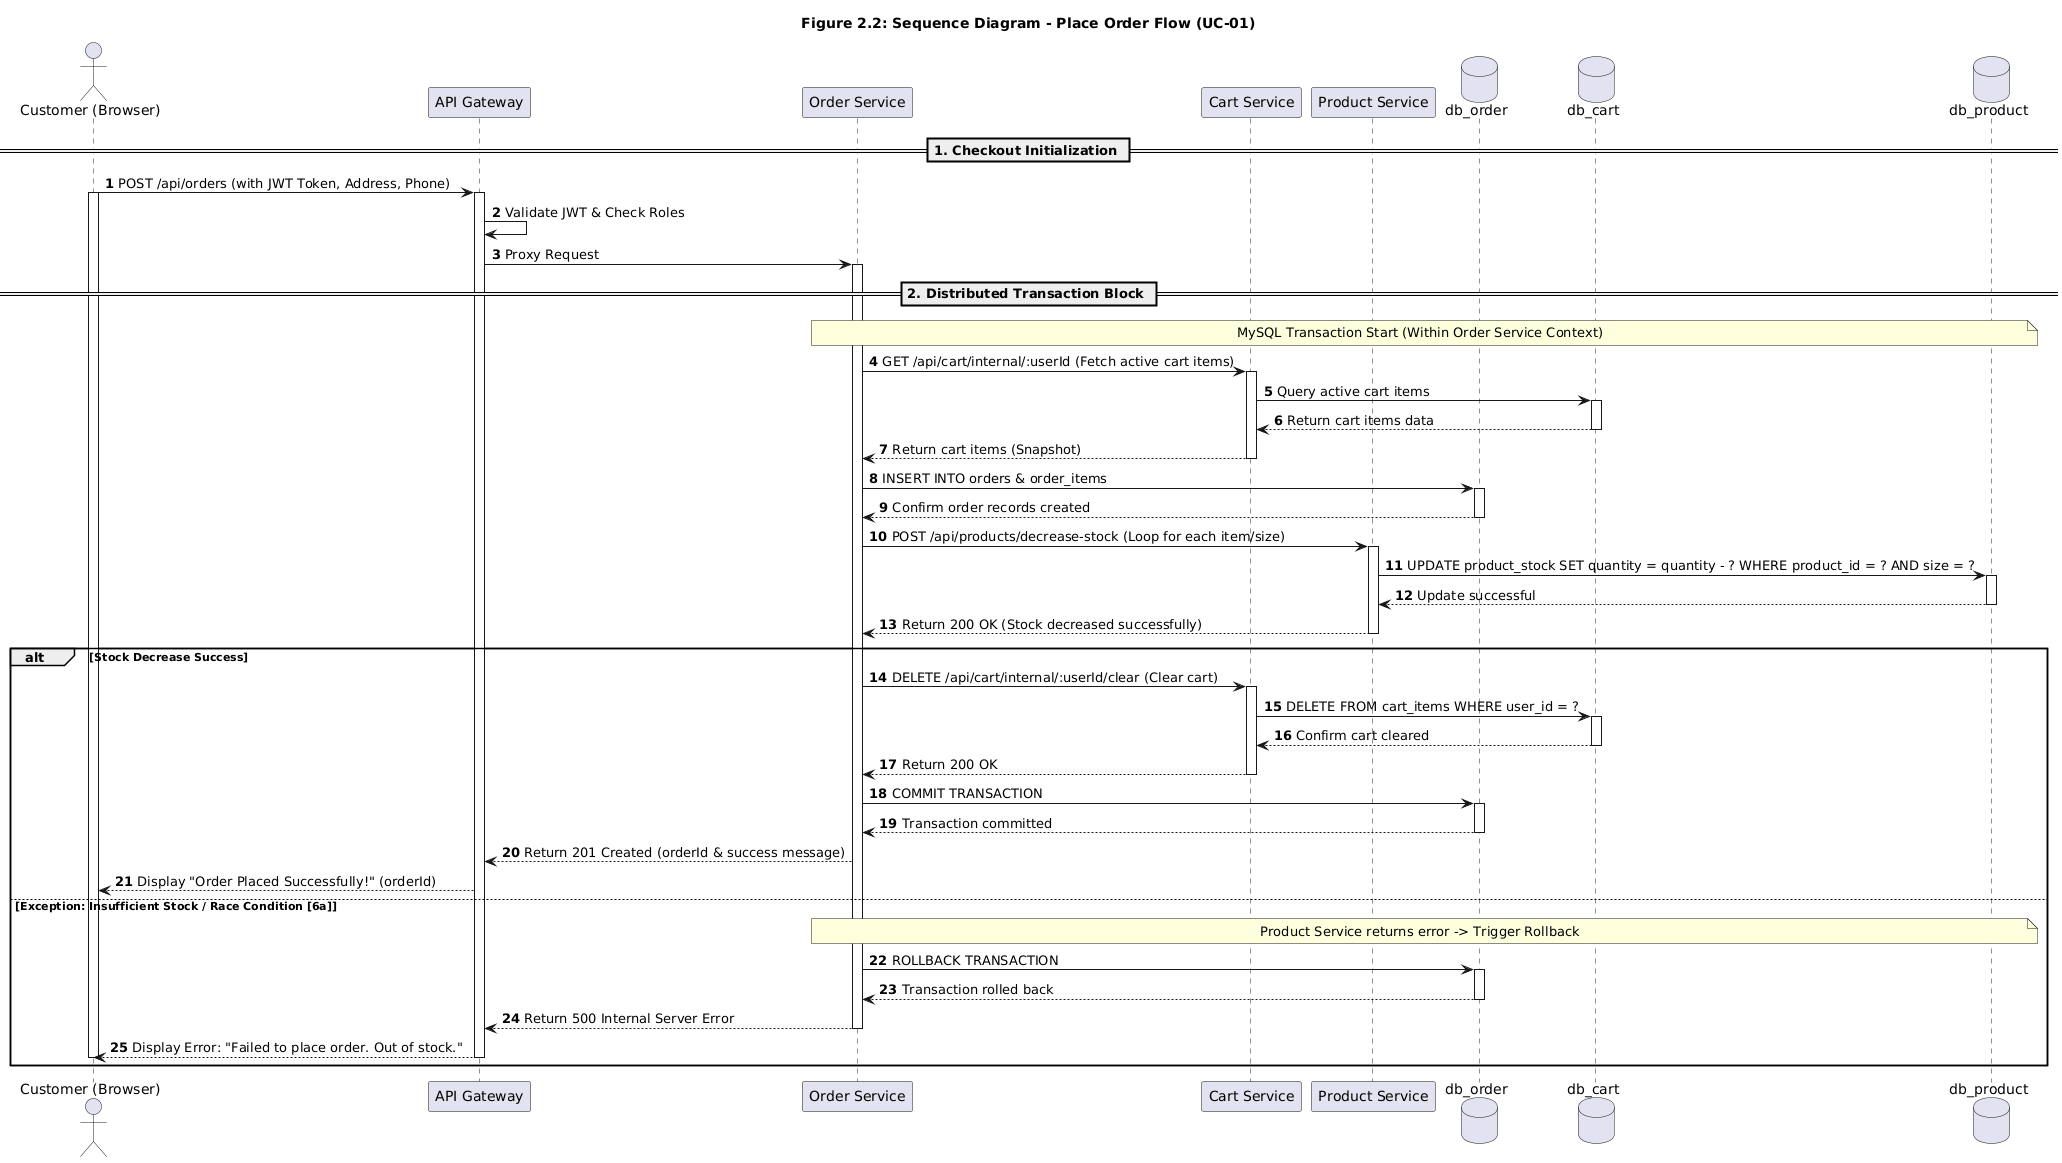 Figure 2.2: Sequence Diagram - Place Order Flow (UC-01)
Customer (Browser)
API Gateway
Order Service
Cart Service
Product Service
db_order
db_cart
db_product
1. Checkout Initialization
1 POST /api/orders (with JWT Token, Address, Phone)
2 Validate JWT & Check Roles
3 Proxy Request
2. Distributed Transaction Block
MySQL Transaction Start (Within Order Service Context)
4 GET /api/cart/internal/:userId (Fetch active cart items)
5 Query active cart items
6 Return cart items data
7 Return cart items (Snapshot)
8 INSERT INTO orders & order_items
9 Confirm order records created
10 POST /api/products/decrease-stock (Loop for each item/size)
11 UPDATE product_stock SET quantity = quantity - ? WHERE product_id = ? AND size = ?
12 Update successful
13 Return 200 OK (Stock decreased successfully)
alt [Stock Decrease Success]
14 DELETE /api/cart/internal/:userId/clear (Clear cart)
15 DELETE FROM cart_items WHERE user_id = ?
16 Confirm cart cleared
17 Return 200 OK
18 COMMIT TRANSACTION
19 Transaction committed
20 Return 201 Created (orderId & success message)
21 Display "Order Placed Successfully!" (orderId)
[Exception: Insufficient Stock / Race Condition [6a]]
Product Service returns error -> Trigger Rollback
22 ROLLBACK TRANSACTION
23 Transaction rolled back
24 Return 500 Internal Server Error
25 Display Error: "Failed to place order. Out of stock."
Customer (Browser)
API Gateway
Order Service
Cart Service
Product Service
db_order
db_cart
db_product